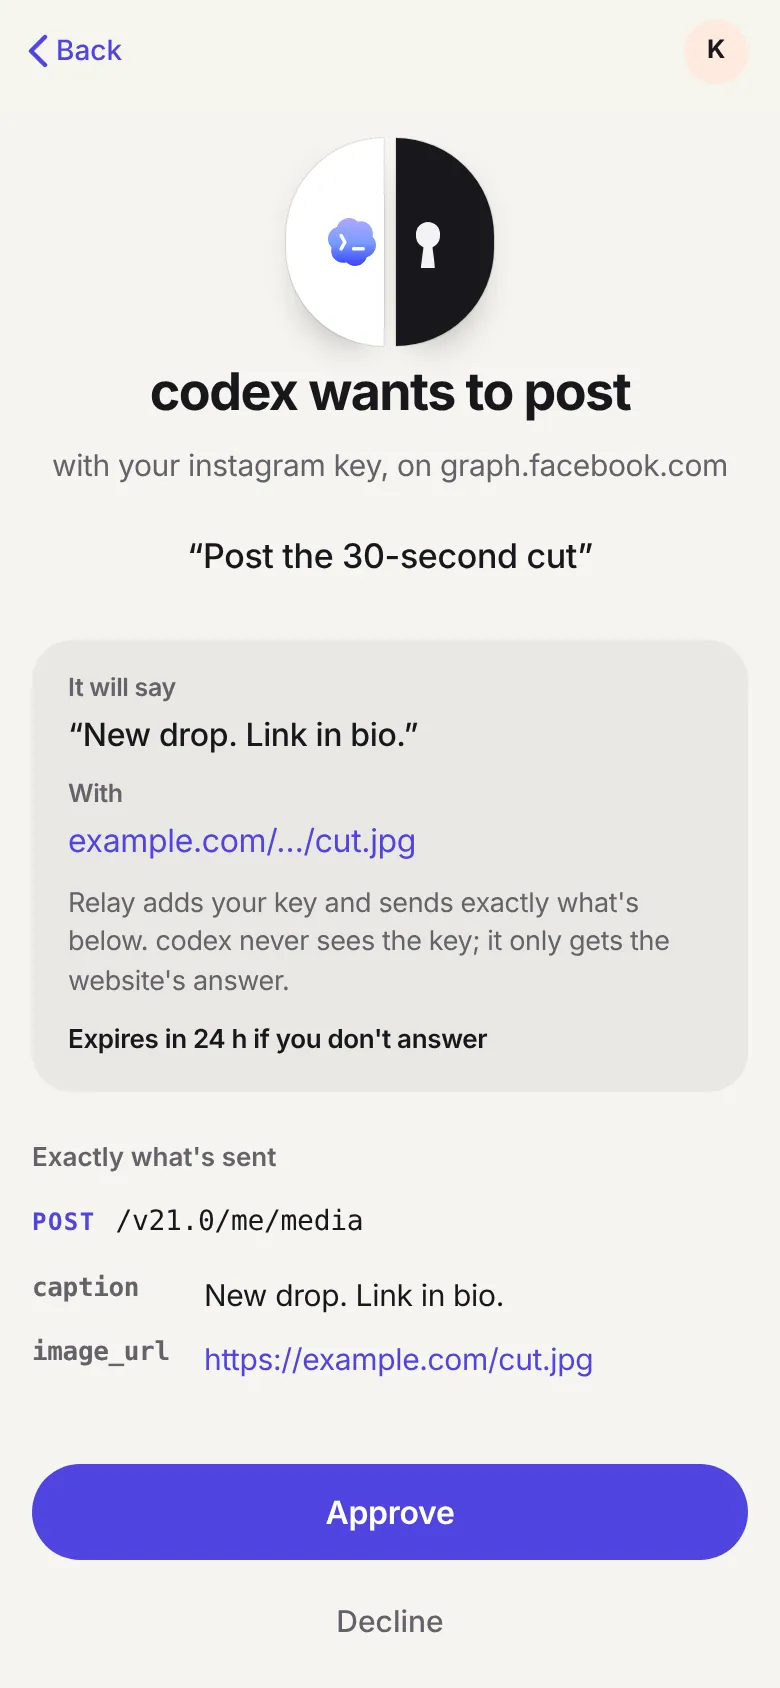 Back
K
codex wants to post
with your instagram key, on graph.facebook.com
“Post the 30-second cut”
It will say
“New drop. Link in bio.”
With
example.com/.../cut.jpg
Relay adds your key and sends exactly what's
below. codex never sees the key; it only gets the
website's answer.
Expires in 24 h if you don't answer
Exactly what's sent
POST /v21.0/me/media
caption New drop. Link in bio.
image_url https://example.com/cut.jpg
Approve
Decline